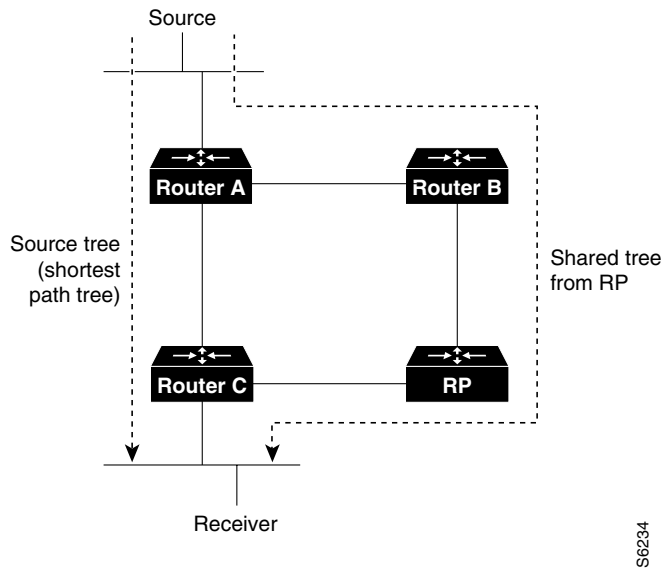 Source
Router A
Router B
Source tree
(shortest
path tree)
Shared tree
from RP
Router C
RP
Receiver
S6234